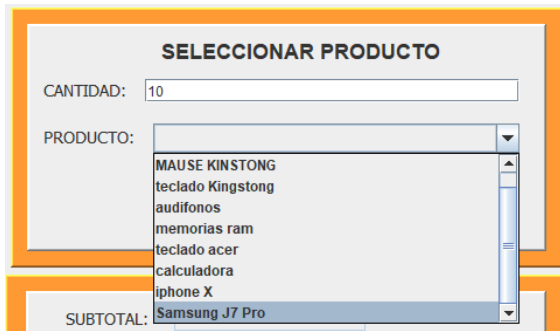 SELECCIONAR PRODUCTO
CANTIDAD: 10
PRODUCTO:
MAUSE KINSTONG
teclado Kingstong
audifonos
memorias ram
teclado acer
calculadora
iphone X
Samsung J7 Pro
SUBTOTAL: